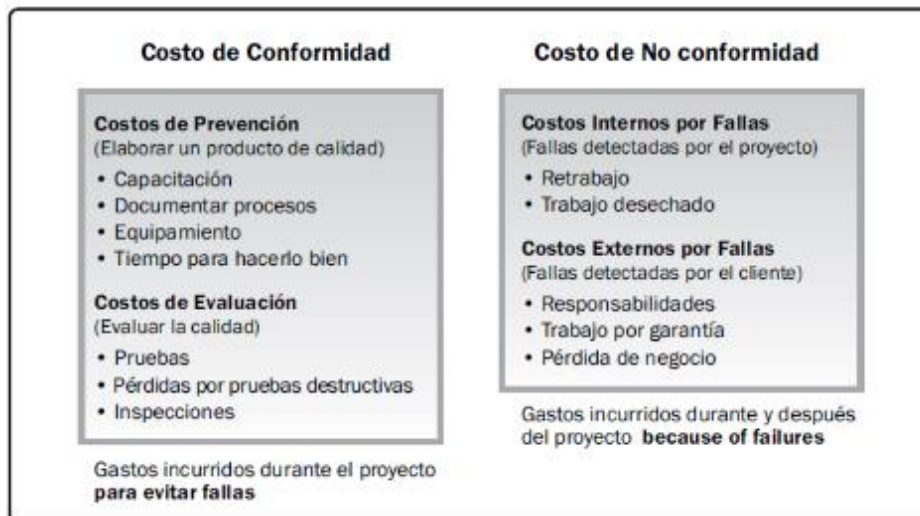 Costo de Conformidad
Costos de Prevención
(Elaborar un producto de calidad)
• Capacitación
• Documentar procesos
• Equipamiento
• Tiempo para hacerlo bien
Costos de Evaluación
(Evaluar la calidad)
• Pruebas
• Pérdidas por pruebas destructivas
• Inspecciones
Gastos incurridos durante el proyecto
para evitar fallas
Costo de No conformidad
Costos Internos por Fallas
(Fallas detectadas por el proyecto)
• Retrabajo
• Trabajo desechado
Costos Externos por Fallas
(Fallas detectadas por el cliente)
• Responsabilidades
• Trabajo por garantía
• Pérdida de negocio
Gastos incurridos durante y después
del proyecto because of failures